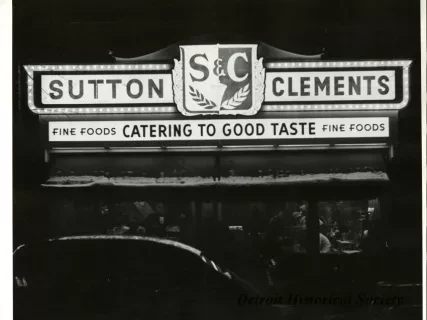 SUTTON S&C CLEMENTS
FINE FOODS CATERING TO GOOD TASTE FINE FOODS
Detroit Historical Society